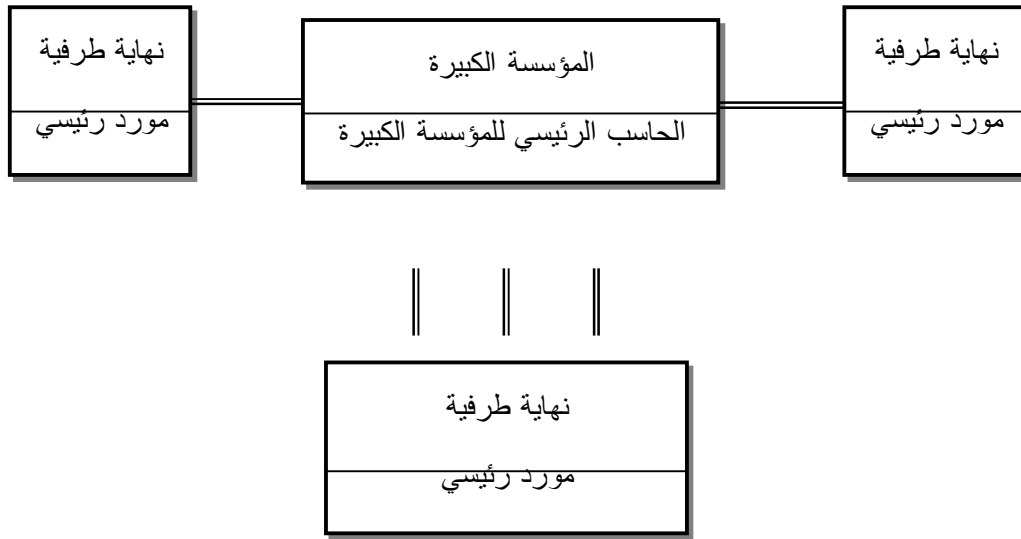 نهاية طرفية
مورد رئيسي
المؤسسة الكبيرة
الحاسب الرئيسي للمؤسسة الكبيرة
نهاية طرفية
مورد رئيسي
نهاية طرفية
مورد رئيسي